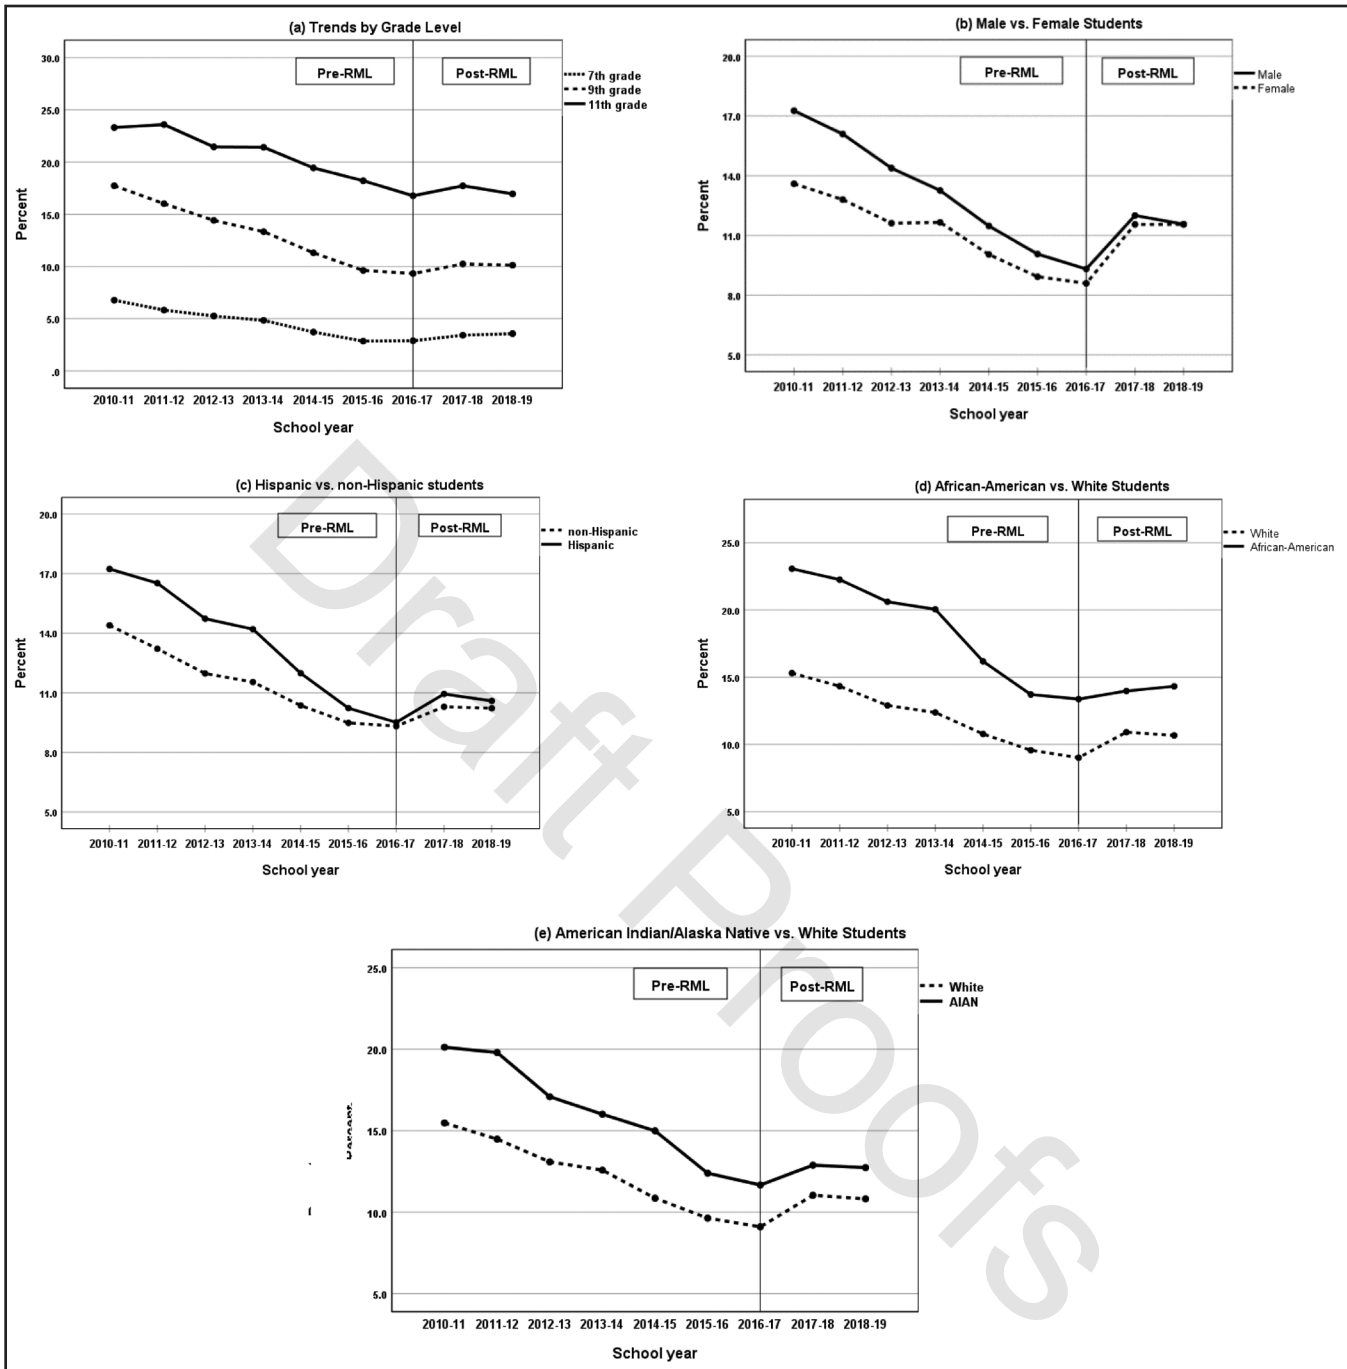 (a) Trends by Grade Level
30.0
25.0
20.0
15.0
10.0
5.0
.0
Percent
Pre-RML
Post-RML
7th grade
9th grade
11th grade
2010-11 2011-12 2012-13 2013-14 2014-15 2015-16 2016-17 2017-18 2018-19
School year
(b) Male vs. Female Students
20.0
17.0
14.0
11.0
8.0
5.0
Percent
Pre-RML
Post-RML
Male
Female
2010-11 2011-12 2012-13 2013-14 2014-15 2015-16 2016-17 2017-18 2018-19
School year
(c) Hispanic vs. non-Hispanic students
20.0
17.0
14.0
11.0
8.0
5.0
Percent
Pre-RML
Post-RML
non-Hispanic
Hispanic
2010-11 2011-12 2012-13 2013-14 2014-15 2015-16 2016-17 2017-18 2018-19
School year
(d) African-American vs. White Students
25.0
20.0
15.0
10.0
5.0
Percent
Pre-RML
Post-RML
White
African-American
2010-11 2011-12 2012-13 2013-14 2014-15 2015-16 2016-17 2017-18 2018-19
School year
(e) American Indian/Alaska Native vs. White Students
25.0
20.0
15.0
10.0
5.0
Pre-RML
Post-RML
White
AIAN
2010-11 2011-12 2012-13 2013-14 2014-15 2015-16 2016-17 2017-18 2018-19
School year
Draft Proofs